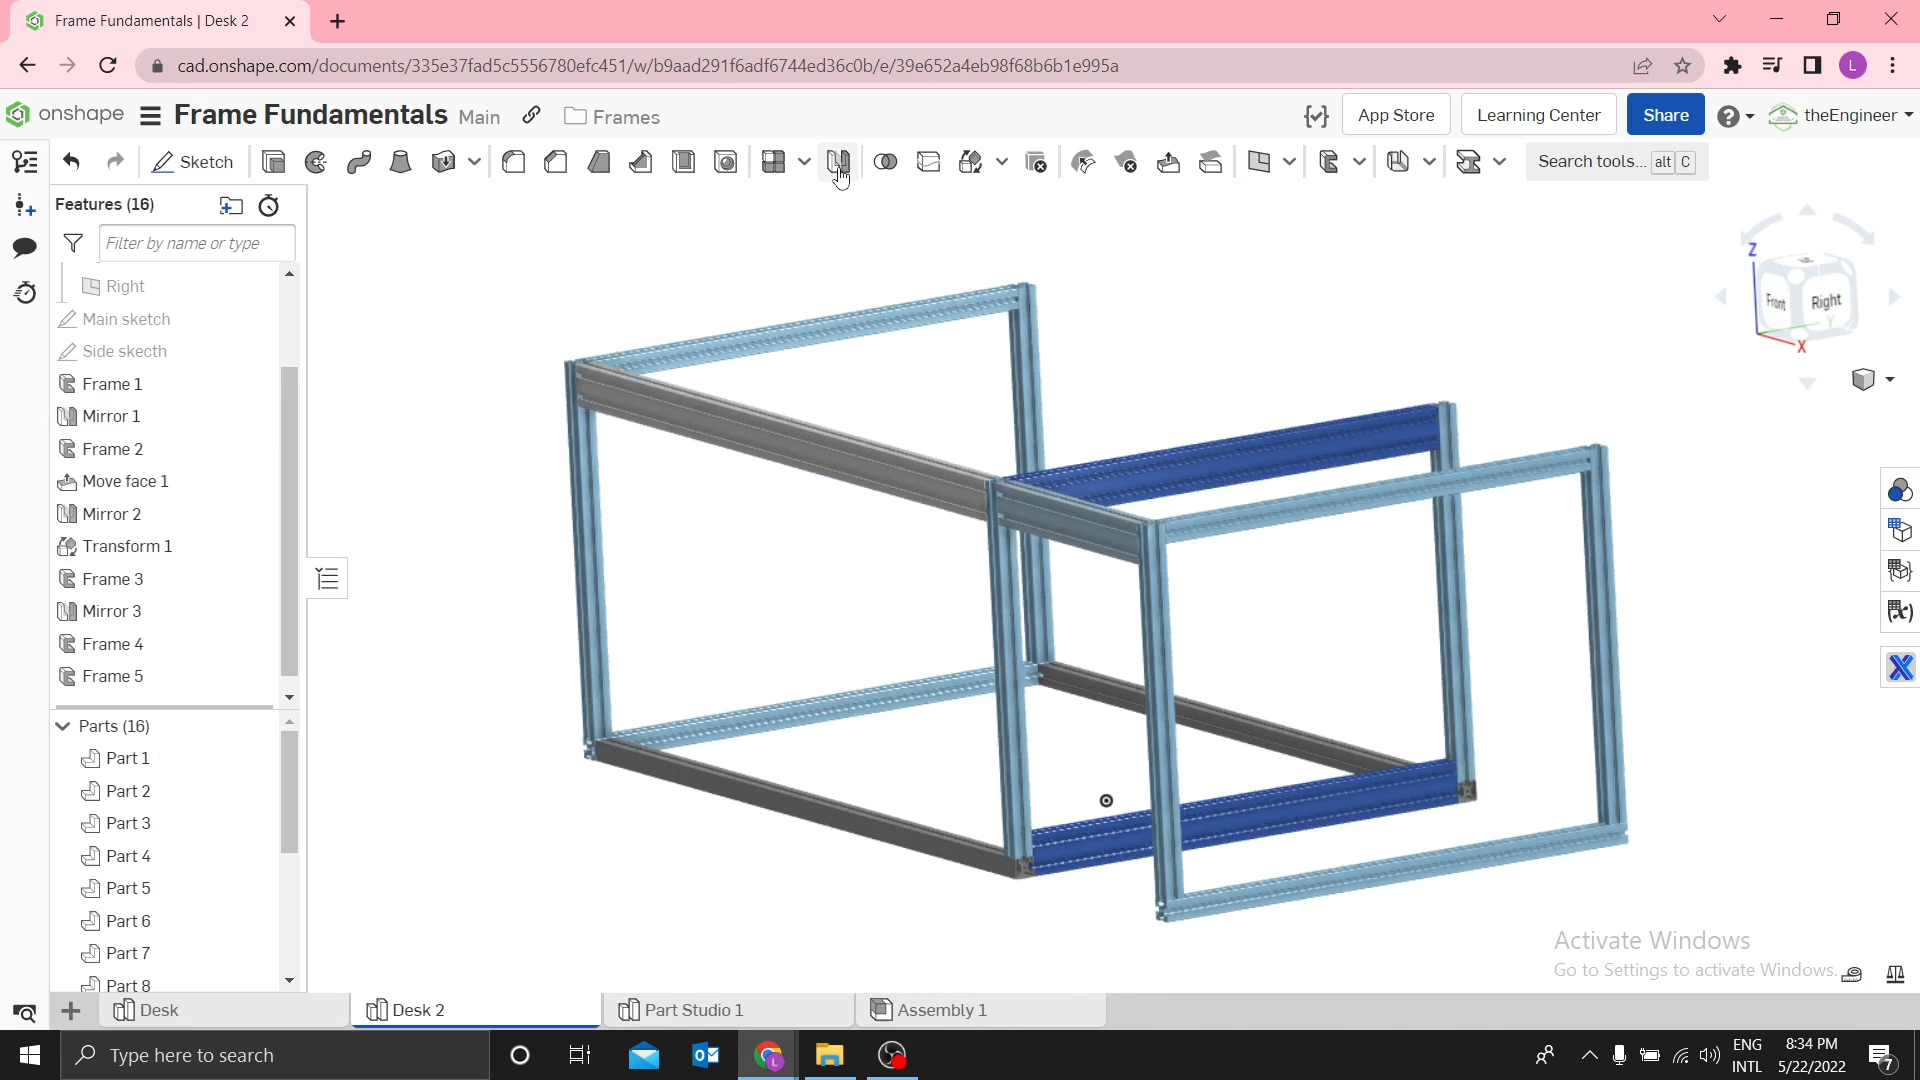 Frame Fundamentals | Desk 2
cad.onshape.com/documents/335e37fad5c5556780efc451/w/b9aad291f6adf6744ed36c0b/e/39e652a4eb98f68b6b1e995a
L
onshape
Frame Fundamentals Main Frames
App Store
Learning Center
Share
theEngineer
Sketch
Search tools... alt C
Features (16)
Filter by name or type
Right
Main sketch
Side skecth
Frame 1
Mirror 1
Frame 2
Move face 1
Mirror 2
Transform 1
Frame 3
Mirror 3
Frame 4
Frame 5
Parts (16)
Part 1
Part 2
Part 3
Part 4
Part 5
Part 6
Part 7
Part 8
Z
Front
Right
Y
X
Activate Windows
Go to Settings to activate Windows.
Desk
Desk 2
Part Studio 1
Assembly 1
Type here to search
L
ENG
INTL
8:34 PM
5/22/2022
7